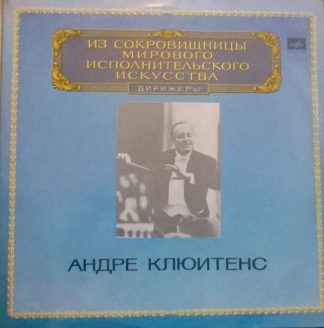 ИЗ СОКРОВИЩНИЦЫ
МИРОВОГО
ИСПОЛНИТЕЛЬСКОГО
ИСКУССТВА
ДИРИЖЕРЫ
АНДРЕ КЛЮИТЕНС